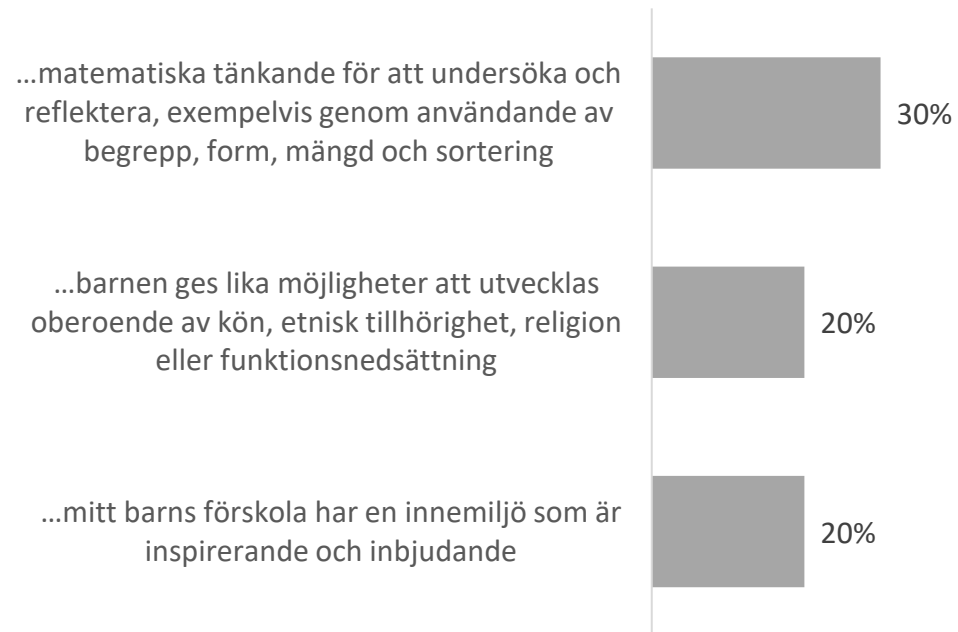 …matematiska tänkande för att undersöka och
reflektera, exempelvis genom användande av
begrepp, form, mängd och sortering
30%
…barnen ges lika möjligheter att utvecklas
oberoende av kön, etnisk tillhörighet, religion
eller funktionsnedsättning
20%
…mitt barns förskola har en innemiljö som är
inspirerande och inbjudande
20%